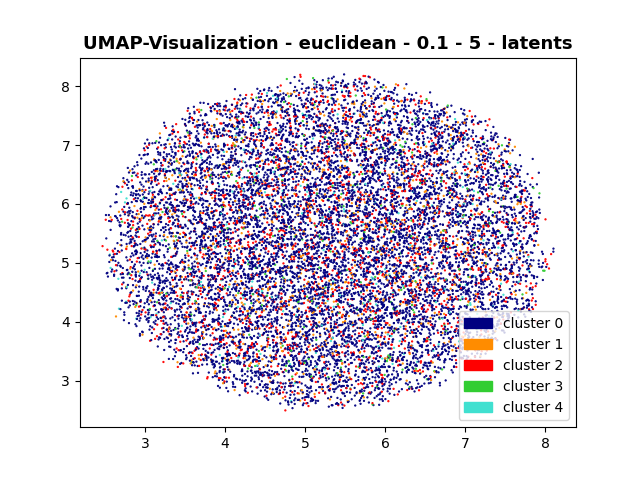 UMAP-Visualization - euclidean - 0.1 - 5 - latents
8
7
6
5
4
3
3 4 5 6 7 8
cluster 0
cluster 1
cluster 2
cluster 3
cluster 4